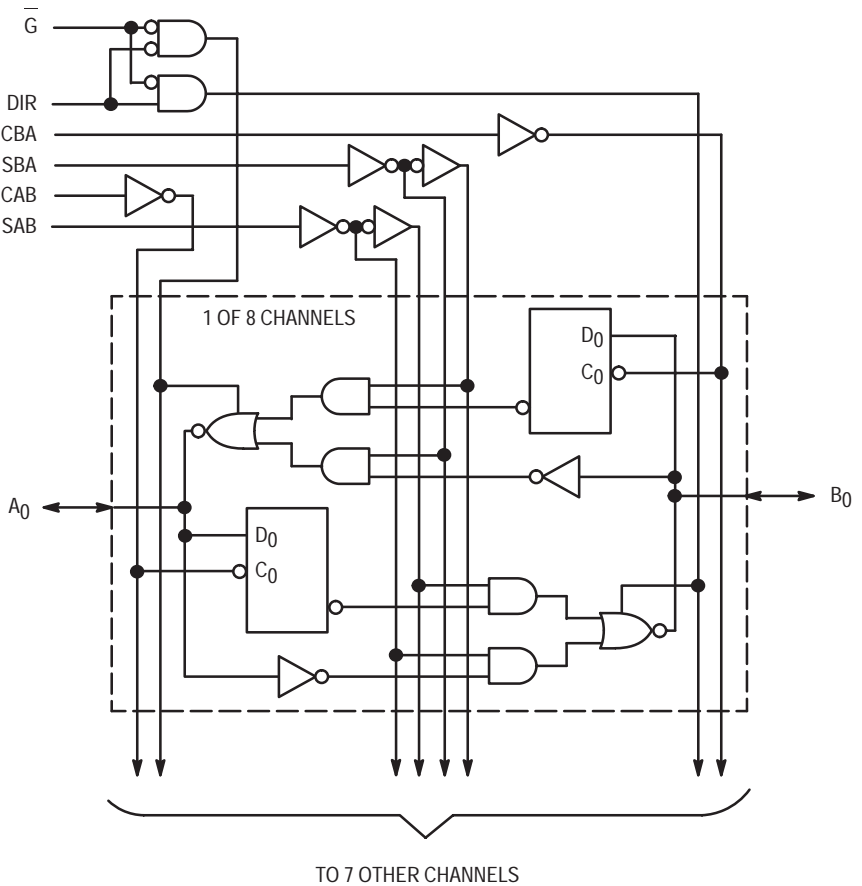 G̅
DIR
CBA
SBA
CAB
SAB
1 OF 8 CHANNELS
D0
C0
A0
B0
D0
C0
TO 7 OTHER CHANNELS